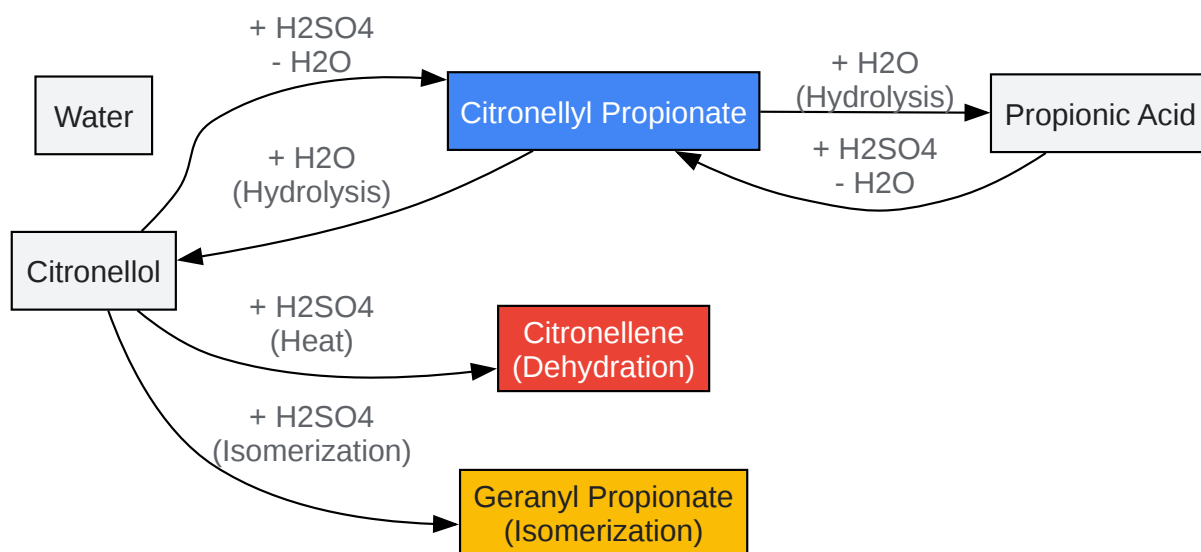 + H2SO4
- H2O
Water
Citronellyl Propionate
+ H2O
(Hydrolysis)
Propionic Acid
+ H2O
(Hydrolysis)
+ H2SO4
- H2O
Citronellol
+ H2SO4
(Heat)
Citronellene
(Dehydration)
+ H2SO4
(Isomerization)
Geranyl Propionate
(Isomerization)